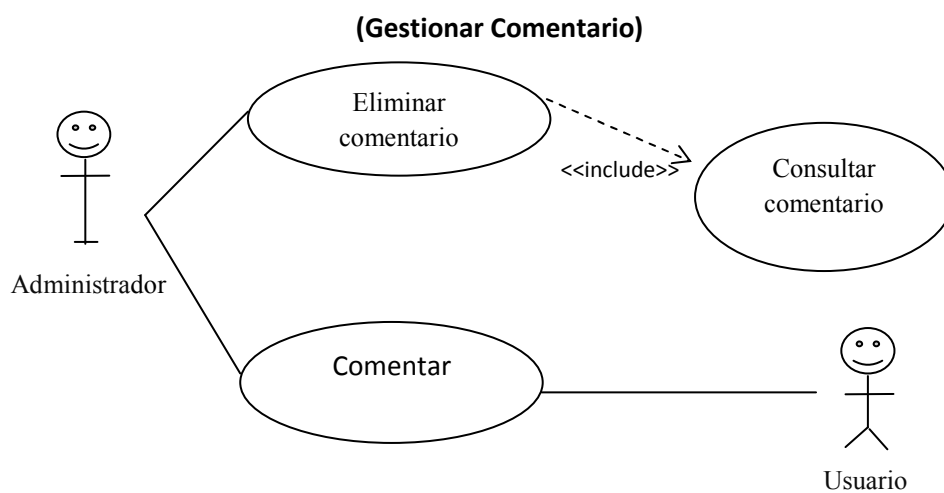 (Gestionar Comentario)
Eliminar
comentario
<<include>>
Consultar
comentario
Administrador
Comentar
Usuario